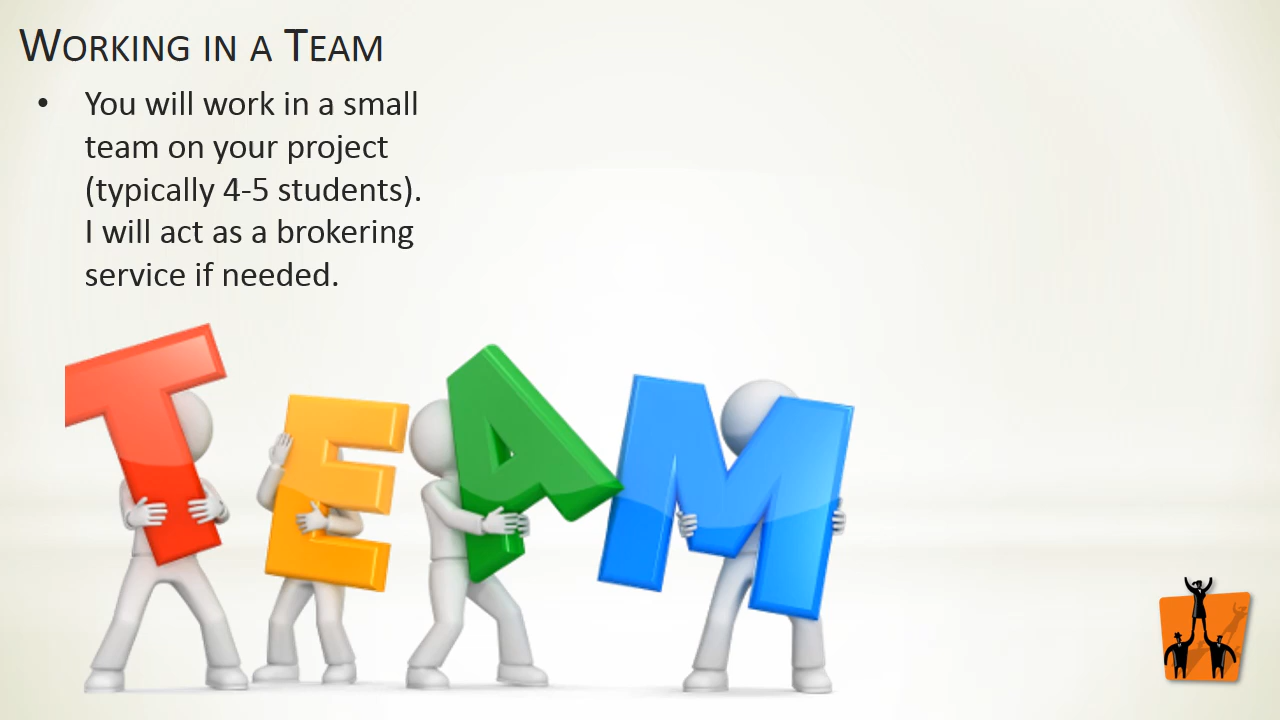 WORKING IN A TEAM
• You will work in a small
team on your project
(typically 4-5 students).
I will act as a brokering
service if needed.
TEAM